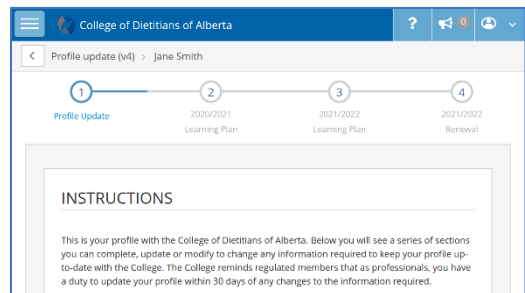 College of Dietitians of Alberta ? 0
< Profile update (v4) > Jane Smith
1 2 3 4
Profile Update 2020/2021 2021/2022 2021/2022
Learning Plan Learning Plan Renewal
INSTRUCTIONS
This is your profile with the College of Dietitians of Alberta. Below you will see a series of sections
you can complete, update or modify to change any information required to keep your profile up-
to-date with the College. The College reminds regulated members that as professionals, you have
a duty to update your profile within 30 days of any changes to the information required.